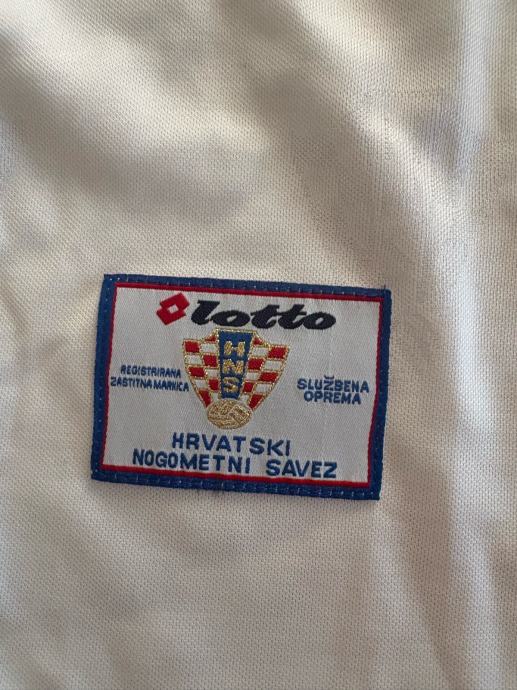 lotto
HNS
REGISTRIRANA
ZAŠTITNA MARKICA
SLUŽBENA
OPREMA
HRVATSKI
NOGOMETNI SAVEZ